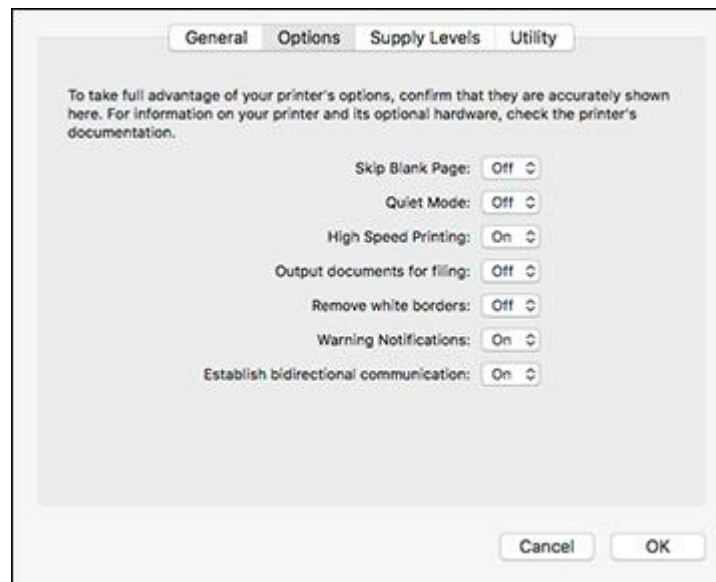 General Options Supply Levels Utility
To take full advantage of your printer's options, confirm that they are accurately shown
here. For information on your printer and its optional hardware, check the printer's
documentation.
Skip Blank Page: Off
Quiet Mode: Off
High Speed Printing: On
Output documents for filing: Off
Remove white borders: Off
Warning Notifications: On
Establish bidirectional communication: On
Cancel OK